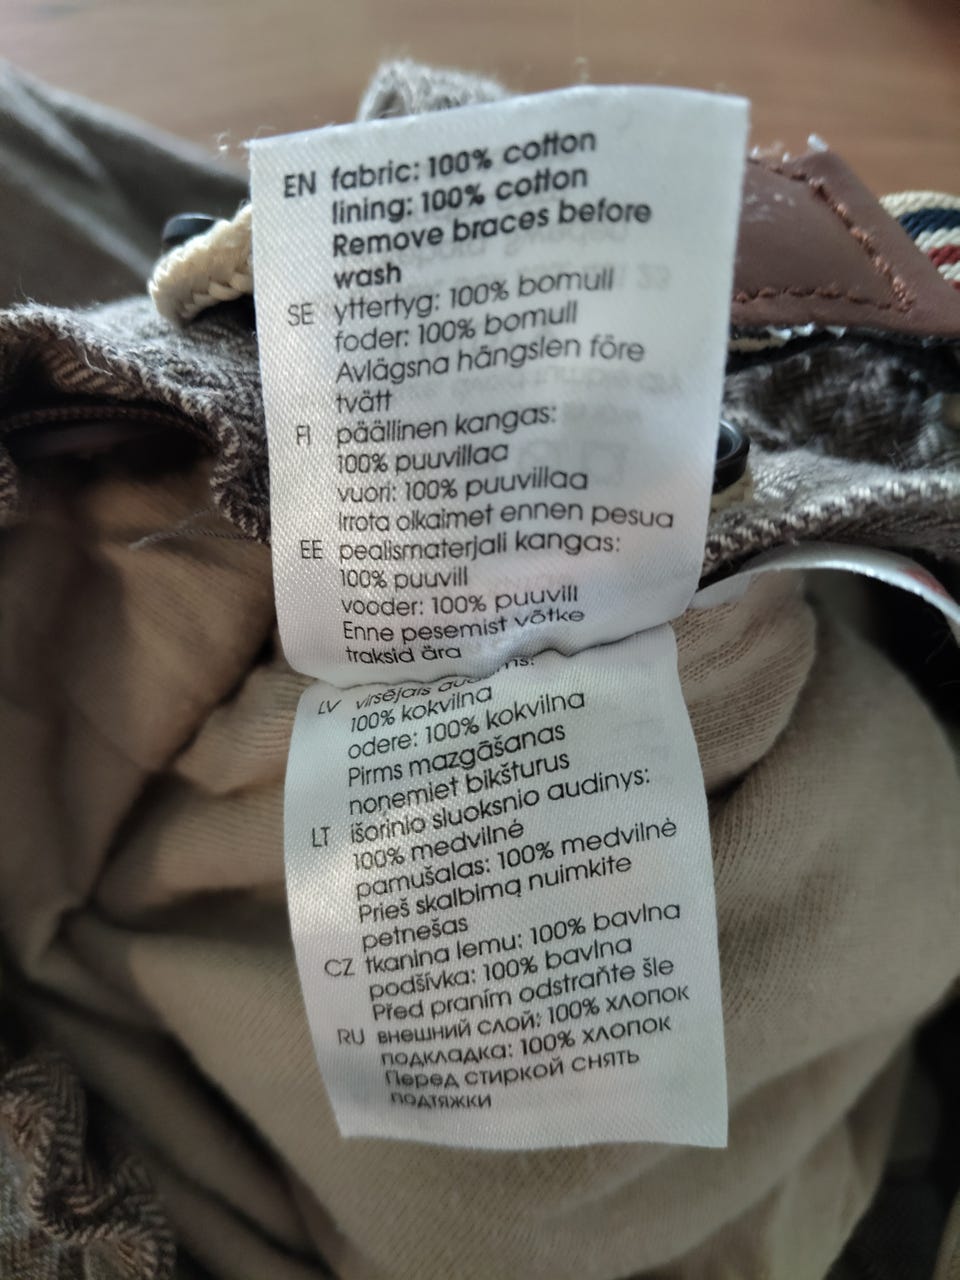 EN fabric: 100% cotton
lining: 100% cotton
Remove braces before
wash
SE yttertyg: 100% bomull
foder: 100% bomull
Avlägsna hängslen före
tvätt
FI päällinen kangas:
100% puuvillaa
vuori: 100% puuvillaa
Irrota olkaimet ennen pesua
EE pealismaterjali kangas:
100% puuvill
vooder: 100% puuvill
Enne pesemist võtke
traksid ära
LV virsējais
100% kokvilna
odere: 100% kokvilna
Pirms mazgāšanas
noņemiet bikšturus
LT išorinio sluoksnio audinys:
100% medvilnė
pamušalas: 100% medvilnė
Prieš skalbimą nuimkite
petnešas
CZ tkanina lemu: 100% bavlna
podšívka: 100% bavlna
Před praním odstraňte šle
RU внешний слой: 100% хлопок
подкладка: 100% хлопок
Перед стиркой снять
подтяжки